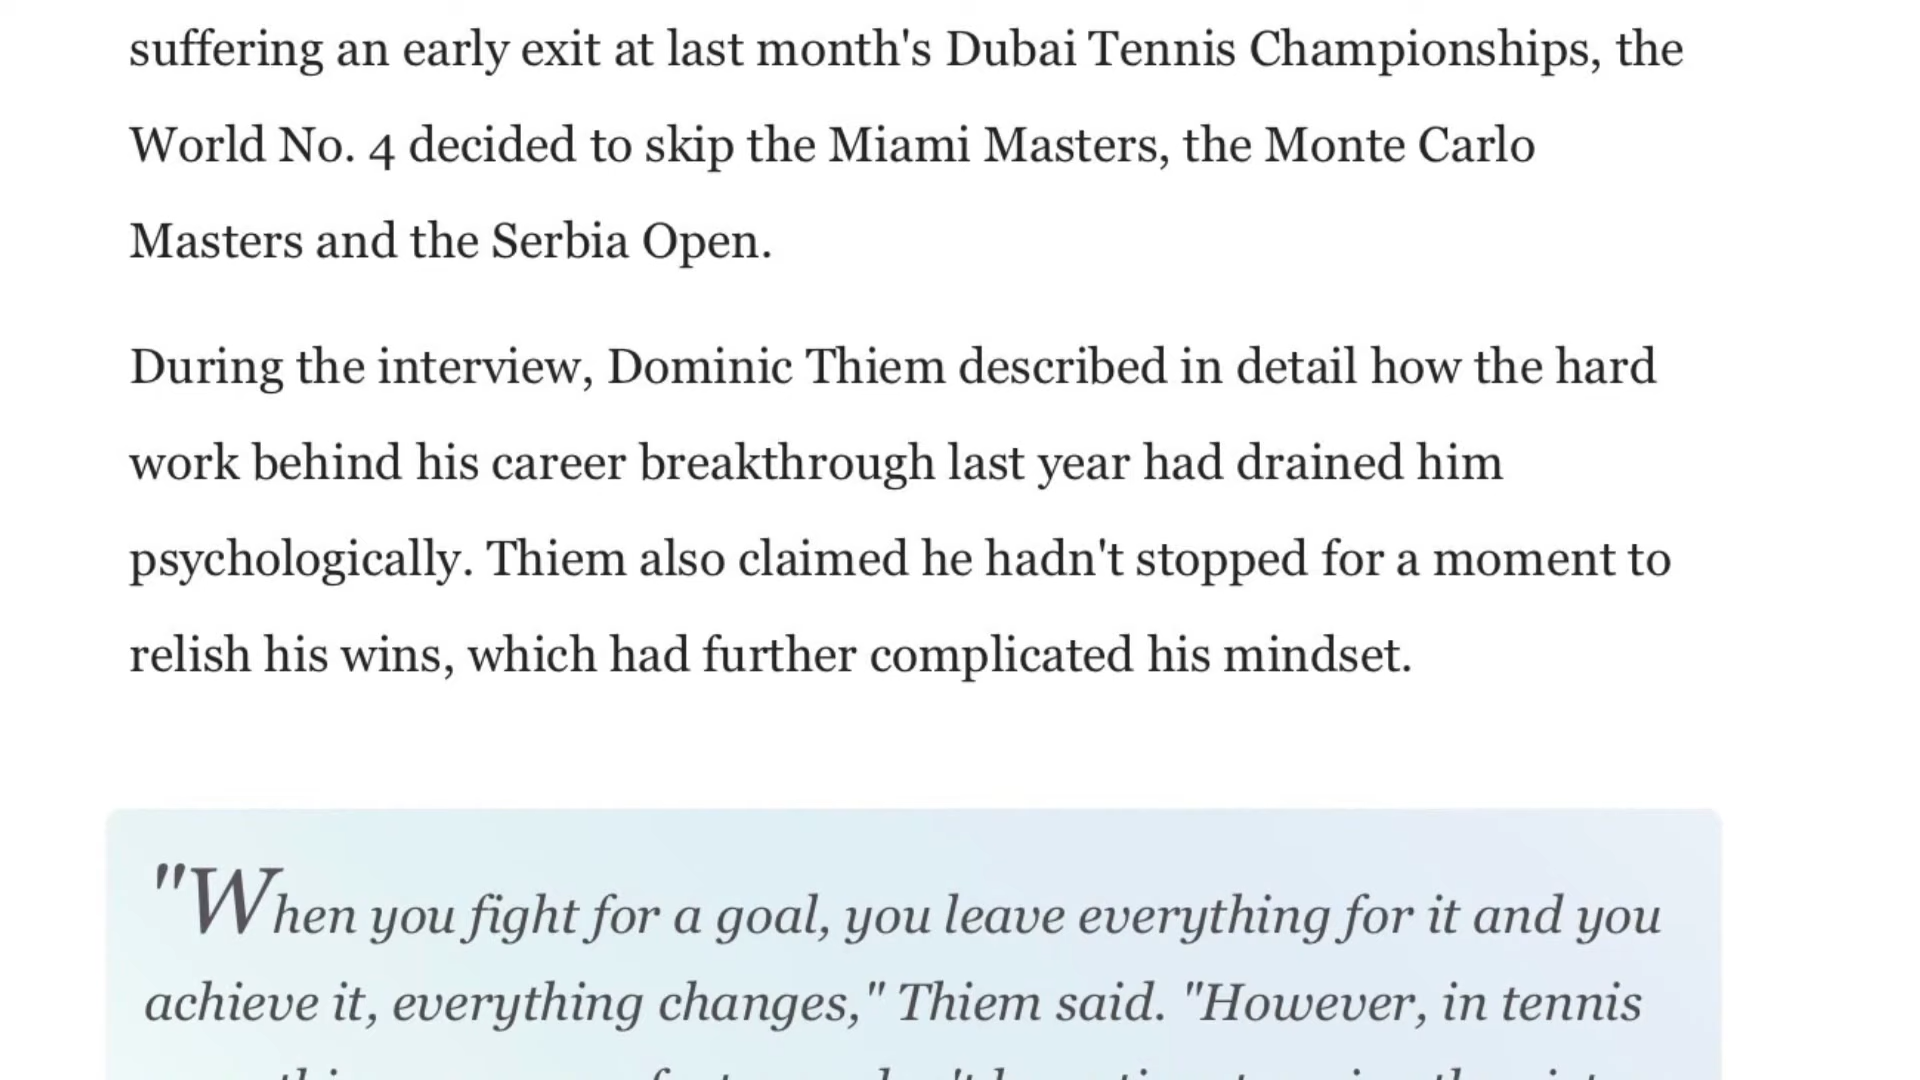 suffering an early exit at last month's Dubai Tennis Championships, the
World No. 4 decided to skip the Miami Masters, the Monte Carlo
Masters and the Serbia Open.
During the interview, Dominic Thiem described in detail how the hard
work behind his career breakthrough last year had drained him
psychologically. Thiem also claimed he hadn't stopped for a moment to
relish his wins, which had further complicated his mindset.
"When you fight for a goal, you leave everything for it and you
achieve it, everything changes," Thiem said. "However, in tennis